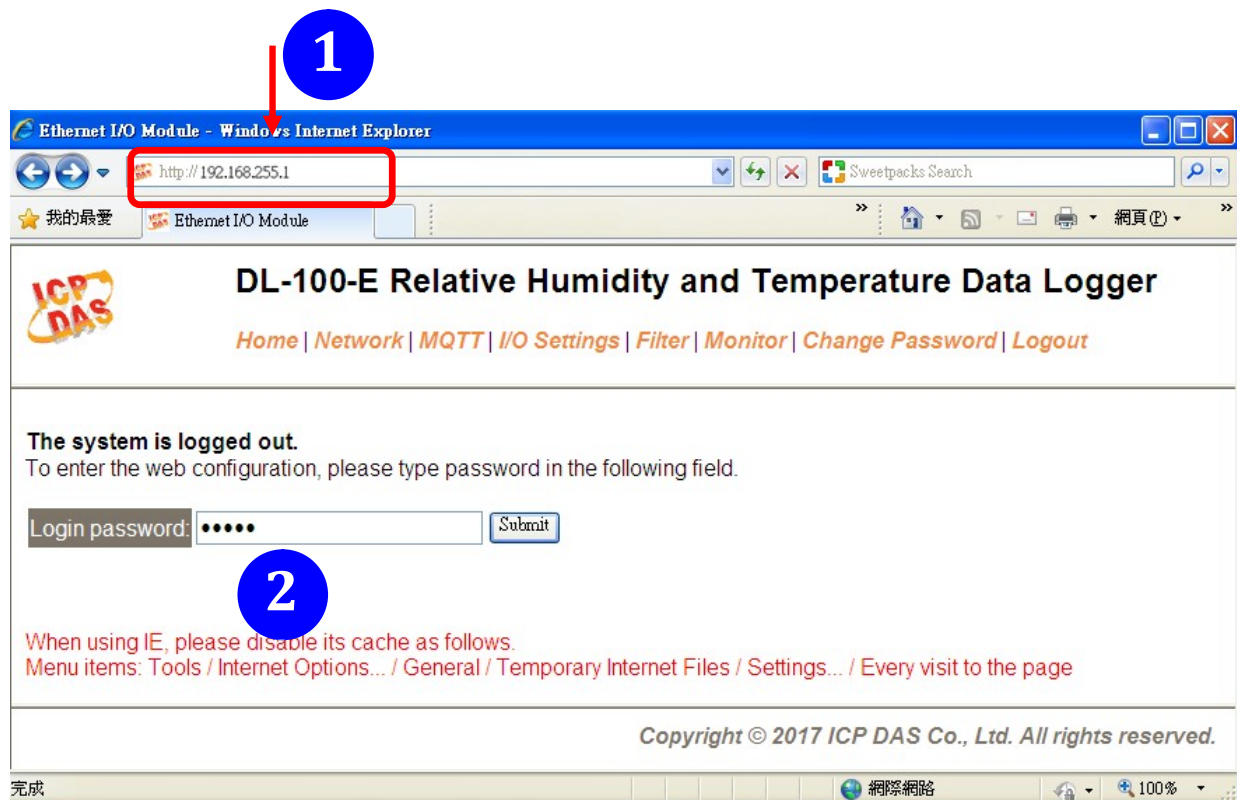 1
Ethernet I/O Module - Windows Internet Explorer
http://192.168.255.1
Sweetpacks Search
我的最愛
Ethernet I/O Module
網頁(P)
ICP DAS
DL-100-E Relative Humidity and Temperature Data Logger
Home | Network | MQTT | I/O Settings | Filter | Monitor | Change Password | Logout
The system is logged out.
To enter the web configuration, please type password in the following field.
Login password: ••••• Submit
2
When using IE, please disable its cache as follows.
Menu items: Tools / Internet Options... / General / Temporary Internet Files / Settings... / Every visit to the page
Copyright © 2017 ICP DAS Co., Ltd. All rights reserved.
完成
網際網路
100%